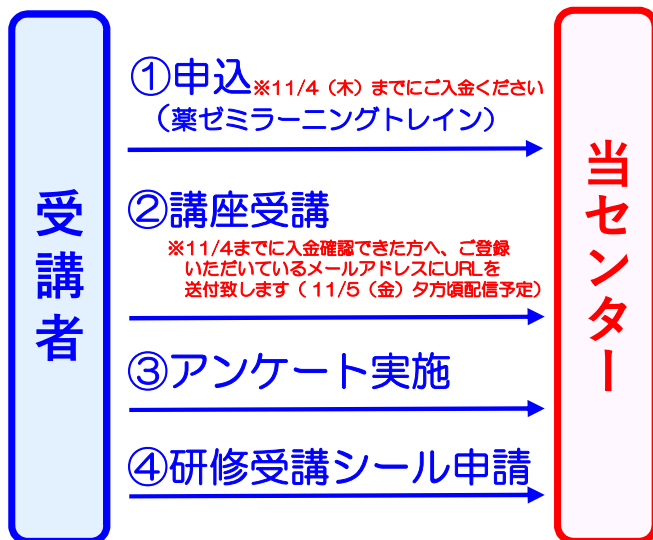 受講者
①申込※11/4（木）までにご入金ください
（薬ゼミラーニングトレイン）
②講座受講
※11/4までに入金確認できた方へ、ご登録
いただいているメールアドレスにURLを
送付致します（11/5（金）夕方頃配信予定）
③アンケート実施
④研修受講シール申請
当センター